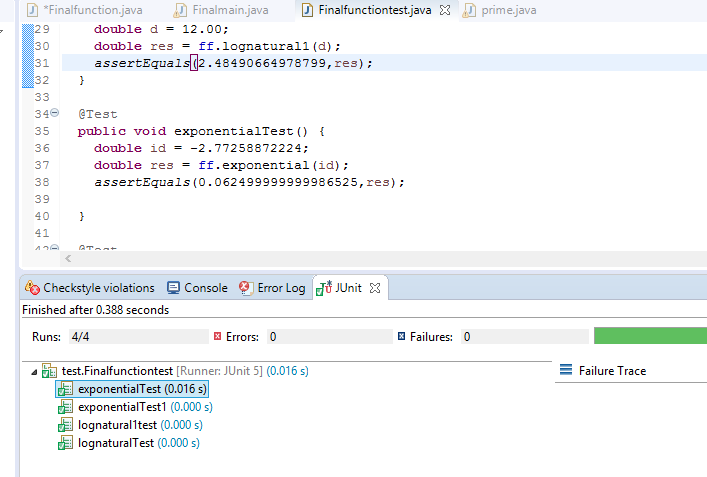 *Finalfunction.java Finalmain.java Finalfunctiontest.java prime.java
29 double d = 12.00;
30 double res = ff.lognatural1(d);
31 assertEquals(2.48490664978799,res);
32 }
33
34 @Test
35 public void exponentialTest() {
36 double id = -2.77258872224;
37 double res = ff.exponential(id);
38 assertEquals(0.062499999999986525,res);
39
40 }
41
42 @Test
Checkstyle violations Console Error Log JUnit
Finished after 0.388 seconds
Runs: 4/4 Errors: 0 Failures: 0
test.Finalfunctiontest [Runner: JUnit 5] (0.016 s)
Failure Trace
exponentialTest (0.016 s)
exponentialTest1 (0.000 s)
lognatural1test (0.000 s)
lognaturalTest (0.000 s)